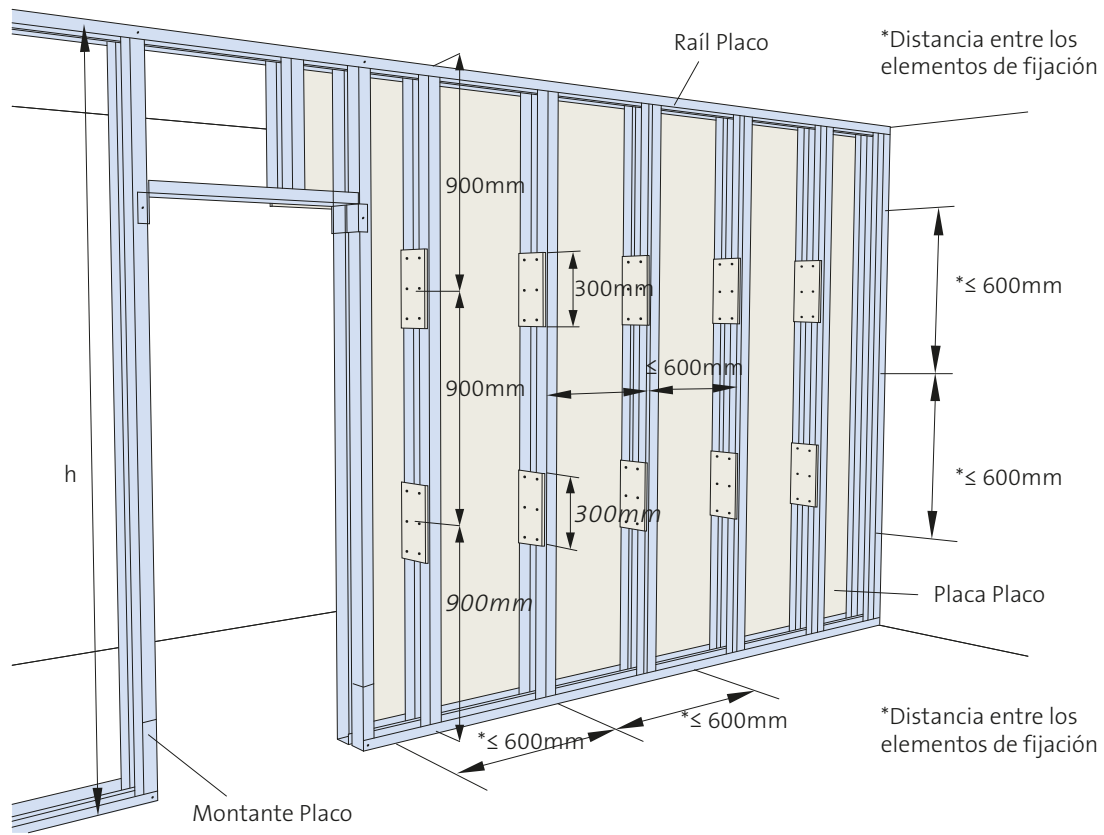 Raíl Placo
*Distancia entre los
elementos de fijación
900mm
*≤ 600mm
300mm
≤ 600mm
900mm
h
*≤ 600mm
300mm
900mm
Placa Placo
*≤ 600mm
*≤ 600mm
*Distancia entre los
elementos de fijación
Montante Placo